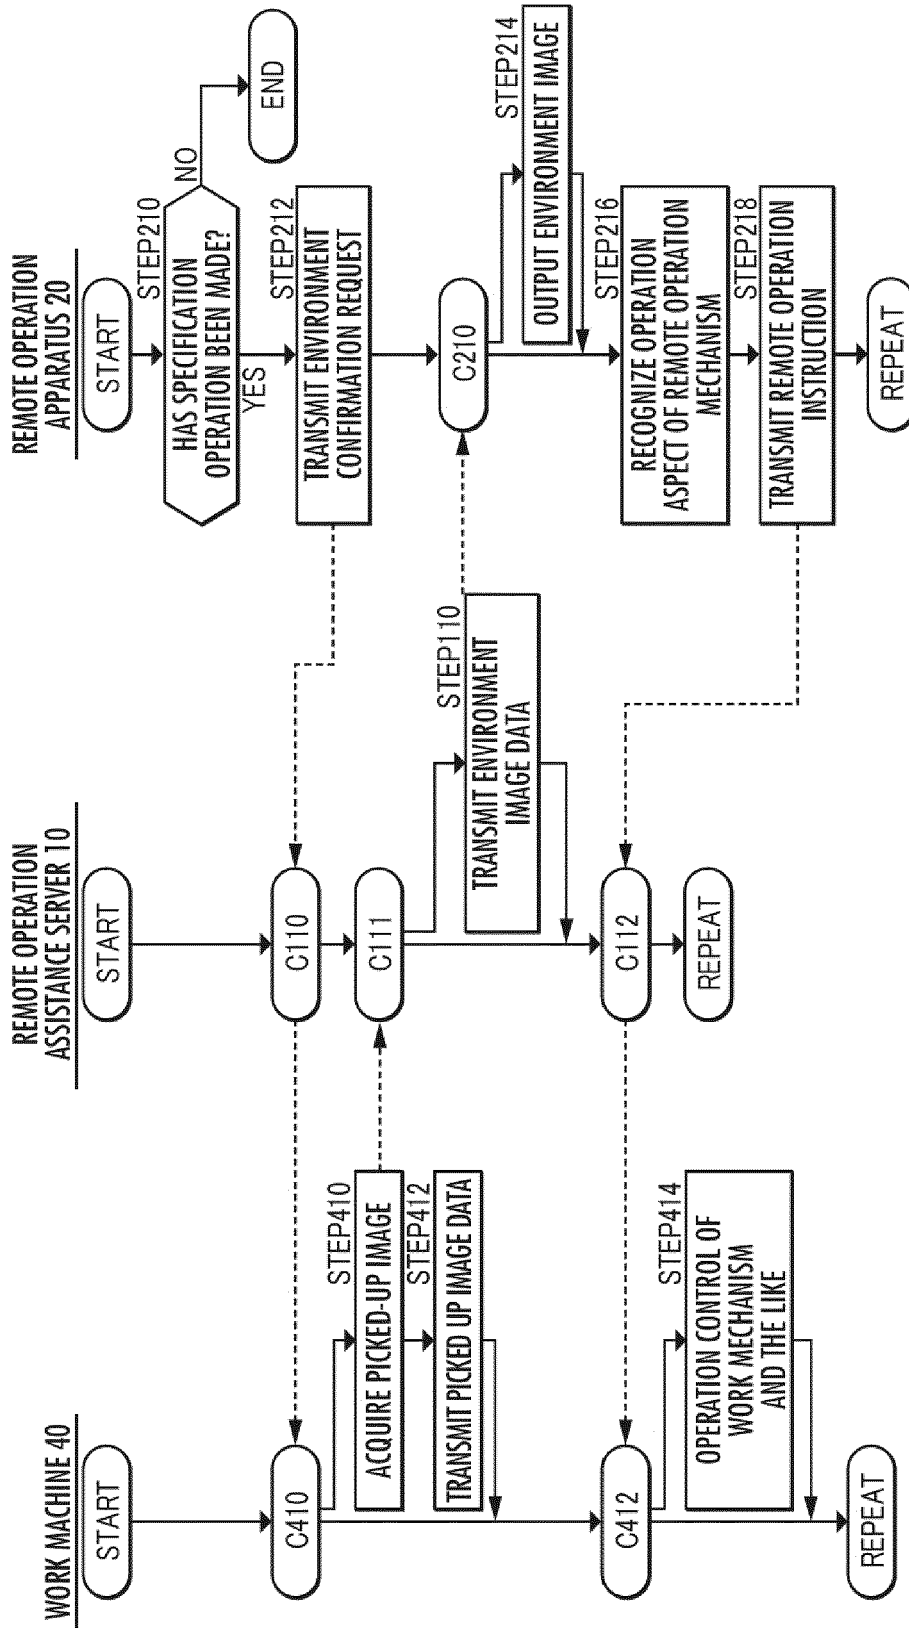 REMOTE OPERATION
APPARATUS 20
START
STEP210
HAS SPECIFICATION
OPERATION BEEN MADE?
NO
END
YES
STEP212
TRANSMIT ENVIRONMENT
CONFIRMATION REQUEST
C210
STEP214
OUTPUT ENVIRONMENT IMAGE
STEP216
RECOGNIZE OPERATION
ASPECT OF REMOTE OPERATION
MECHANISM
STEP218
TRANSMIT REMOTE OPERATION
INSTRUCTION
REPEAT
REMOTE OPERATION
ASSISTANCE SERVER 10
START
C110
C111
STEP110
TRANSMIT ENVIRONMENT
IMAGE DATA
C112
REPEAT
WORK MACHINE 40
START
C410
STEP410
ACQUIRE PICKED-UP IMAGE
STEP412
TRANSMIT PICKED UP IMAGE DATA
C412
STEP414
OPERATION CONTROL OF
WORK MECHANISM
AND THE LIKE
REPEAT